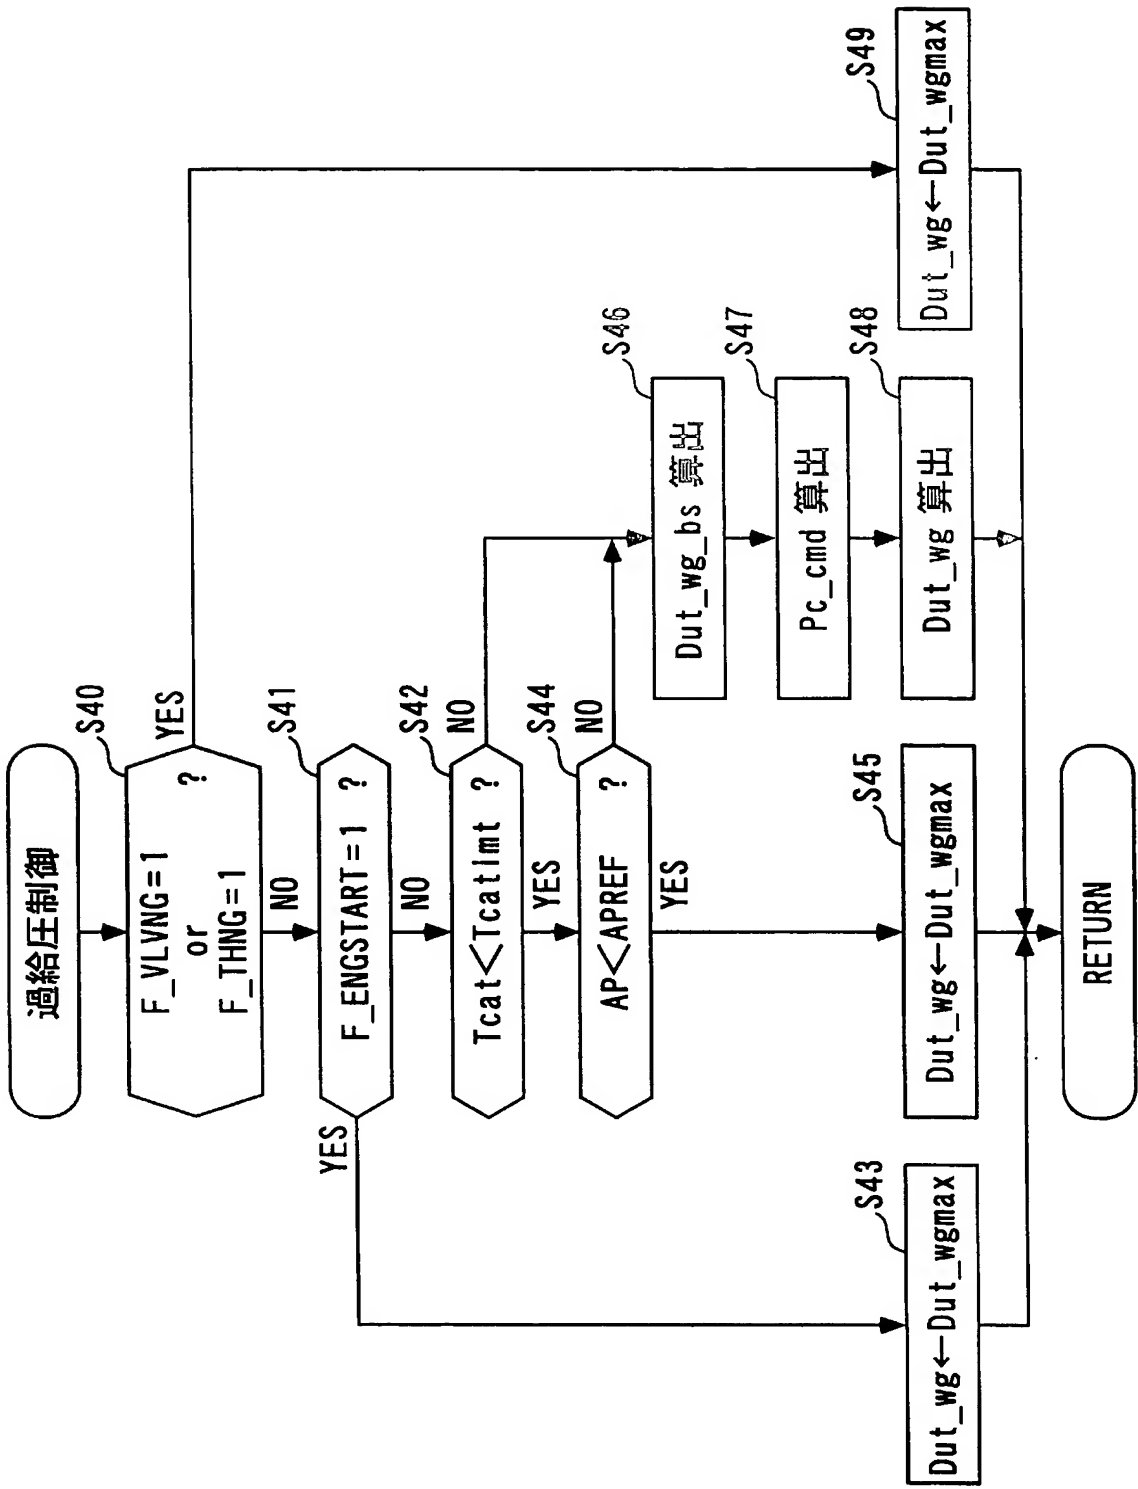 過給圧制御
S40
F_VLVNG=1
or
F_THNG=1
?
YES
NO
S41
F_ENGSTART=1 ?
YES
NO
S42
Tcat<Tcatlmt ?
NO
YES
S44
AP<APREF ?
NO
YES
S46
Dut_wg_bs 算出
S47
Pc_cmd 算出
S48
Dut_wg 算出
S43
Dut_wg←Dut_wgmax
S45
Dut_wg←Dut_wgmax
S49
Dut_wg←Dut_wgmax
RETURN